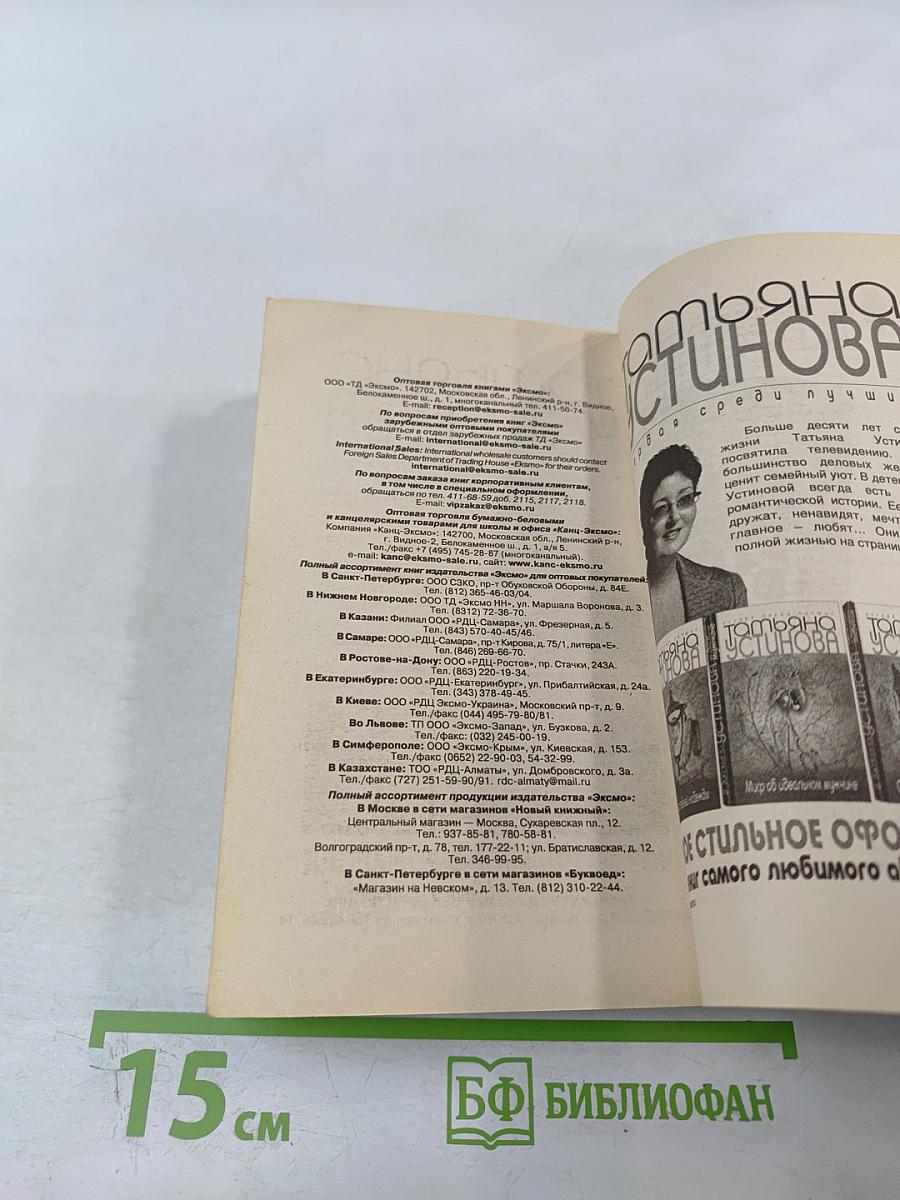 Оптовая торговля книгами «Эксмо»:
ООО «ТД «Эксмо». 142702, Московская обл., Ленинский р-н, г. Видное,
Белокаменное ш., д. 1, многоканальный тел. 411-50-74.
E-mail: reception@eksmo-sale.ru
По вопросам приобретения книг «Эксмо»
зарубежными оптовыми покупателями
обращаться в отдел зарубежных продаж ТД «Эксмо»
E-mail: international@eksmo-sale.ru
International Sales: International wholesale customers should contact
Foreign Sales Department of Trading House «Eksmo» for their orders.
international@eksmo-sale.ru
По вопросам заказа книг корпоративным клиентам,
в том числе в специальном оформлении,
обращаться по тел. 411-68-59 доб. 2115, 2117, 2118.
E-mail: vipzakaz@eksmo.ru
Оптовая торговля бумажно-беловыми
и канцелярскими товарами для школы и офиса «Канц-Эксмо»:
Компания «Канц-Эксмо»: 142700, Московская обл., Ленинский р-н,
г. Видное-2, Белокаменное ш., д. 1, а/я 5.
Тел./факс +7 (495) 745-28-87 (многоканальный).
e-mail: kanc@eksmo-sale.ru, сайт: www.kanc-eksmo.ru
Полный ассортимент книг издательства «Эксмо» для оптовых покупателей:
В Санкт-Петербурге: ООО СЗКО, пр-т Обуховской Обороны, д. 84Е.
Тел. (812) 365-46-03/04.
В Нижнем Новгороде: ООО ТД «Эксмо НН», ул. Маршала Воронова, д. 3.
Тел. (8312) 72-36-70.
В Казани: Филиал ООО «РДЦ-Самара», ул. Фрезерная, д. 5.
Тел. (843) 570-40-45/46.
В Самаре: ООО «РДЦ-Самара», пр-т Кирова, д. 75/1, литера «Е».
Тел. (846) 269-66-70.
В Ростове-на-Дону: ООО «РДЦ-Ростов», пр. Стачки, 243А.
Тел. (863) 220-19-34.
В Екатеринбурге: ООО «РДЦ-Екатеринбург», ул. Прибалтийская, д. 24а.
Тел. (343) 378-49-45.
В Киеве: ООО «РДЦ Эксмо-Украина», Московский пр-т, д. 9.
Тел./факс (044) 495-79-80/81.
Во Львове: ТП ООО «Эксмо-Запад», ул. Бузкова, д. 2.
Тел./факс: (032) 245-00-19.
В Симферополе: ООО «Эксмо-Крым», ул. Киевская, д. 153.
Тел./факс (0652) 22-90-03, 54-32-99.
В Казахстане: ТОО «РДЦ-Алматы», ул. Домбровского, д. 3а.
Тел./факс (727) 251-59-90/91. rdc-almaty@mail.ru
Полный ассортимент продукции издательства «Эксмо»:
В Москве в сети магазинов «Новый книжный»:
Центральный магазин — Москва, Сухаревская пл., 12.
Тел.: 937-85-81, 780-58-81.
Волгоградский пр-т, д. 78, тел. 177-22-11; ул. Братиславская, д. 12.
Тел. 346-99-95.
В Санкт-Петербурге в сети магазинов «Буквоед»:
«Магазин на Невском», д. 13. Тел. (812) 310-22-44.
Татьяна
Устинова
рвая среди лучши
Больше десяти лет с
жизни Татьяна Усти
посвятила телевидению.
большинство деловых же
ценит семейный уют. В детек
Устиновой всегда есть
романтической истории. Ее
дружат, ненавидят, мечт
главное – любят... Они
полной жизнью на страниц
Татьяна
Устинова
Миф об идеальном мужчине
ОЕ СТИЛЬНОЕ ОФО
ниг самого любимого а
15 см
БФ БИБЛИОФАН